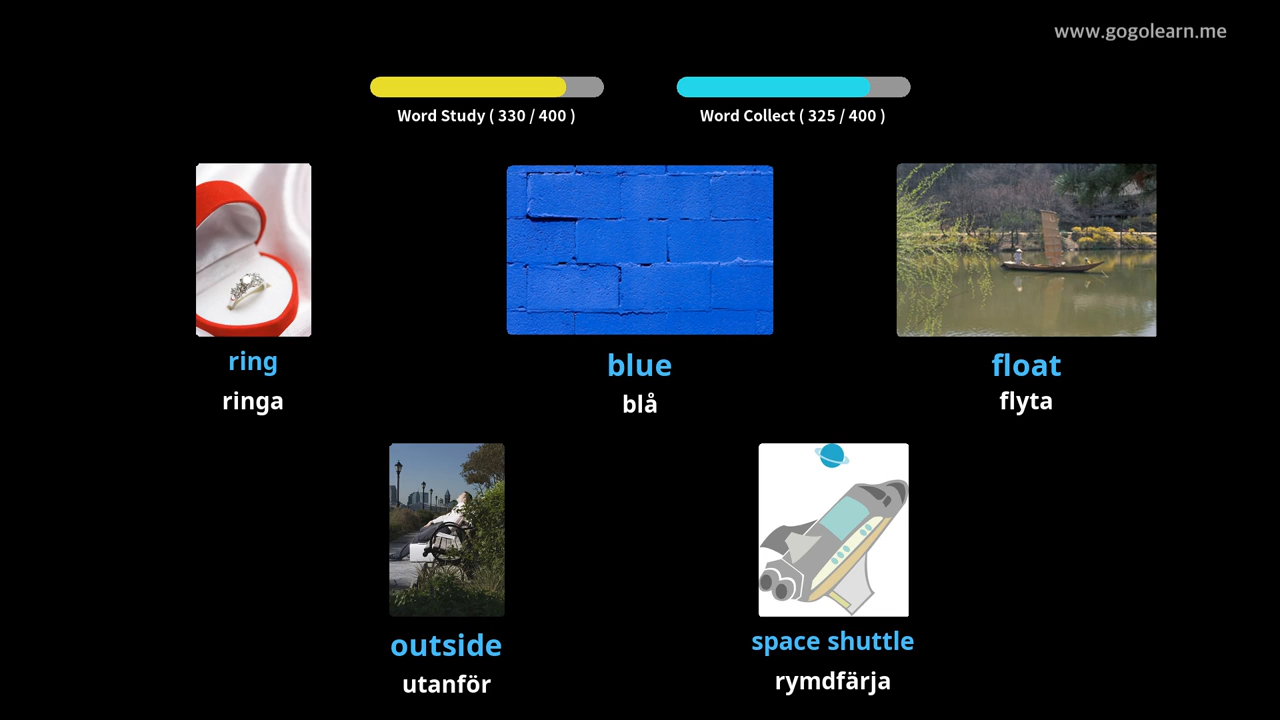 www.gogolearn.me
Word Study ( 330 / 400 )
Word Collect ( 325 / 400 )
ring
ringa
blue
blå
float
flyta
outside
utanför
space shuttle
rymdfärja